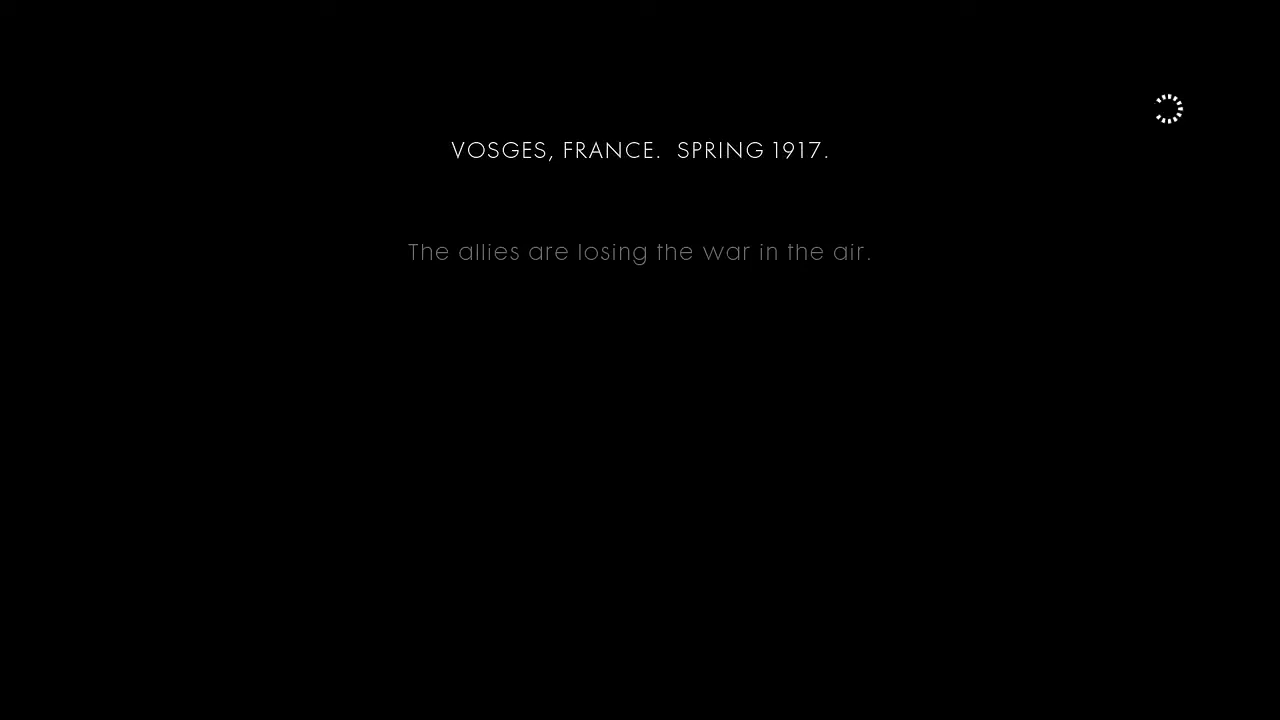 VOSGES, FRANCE.  SPRING 1917.
The allies are losing the war in the air.